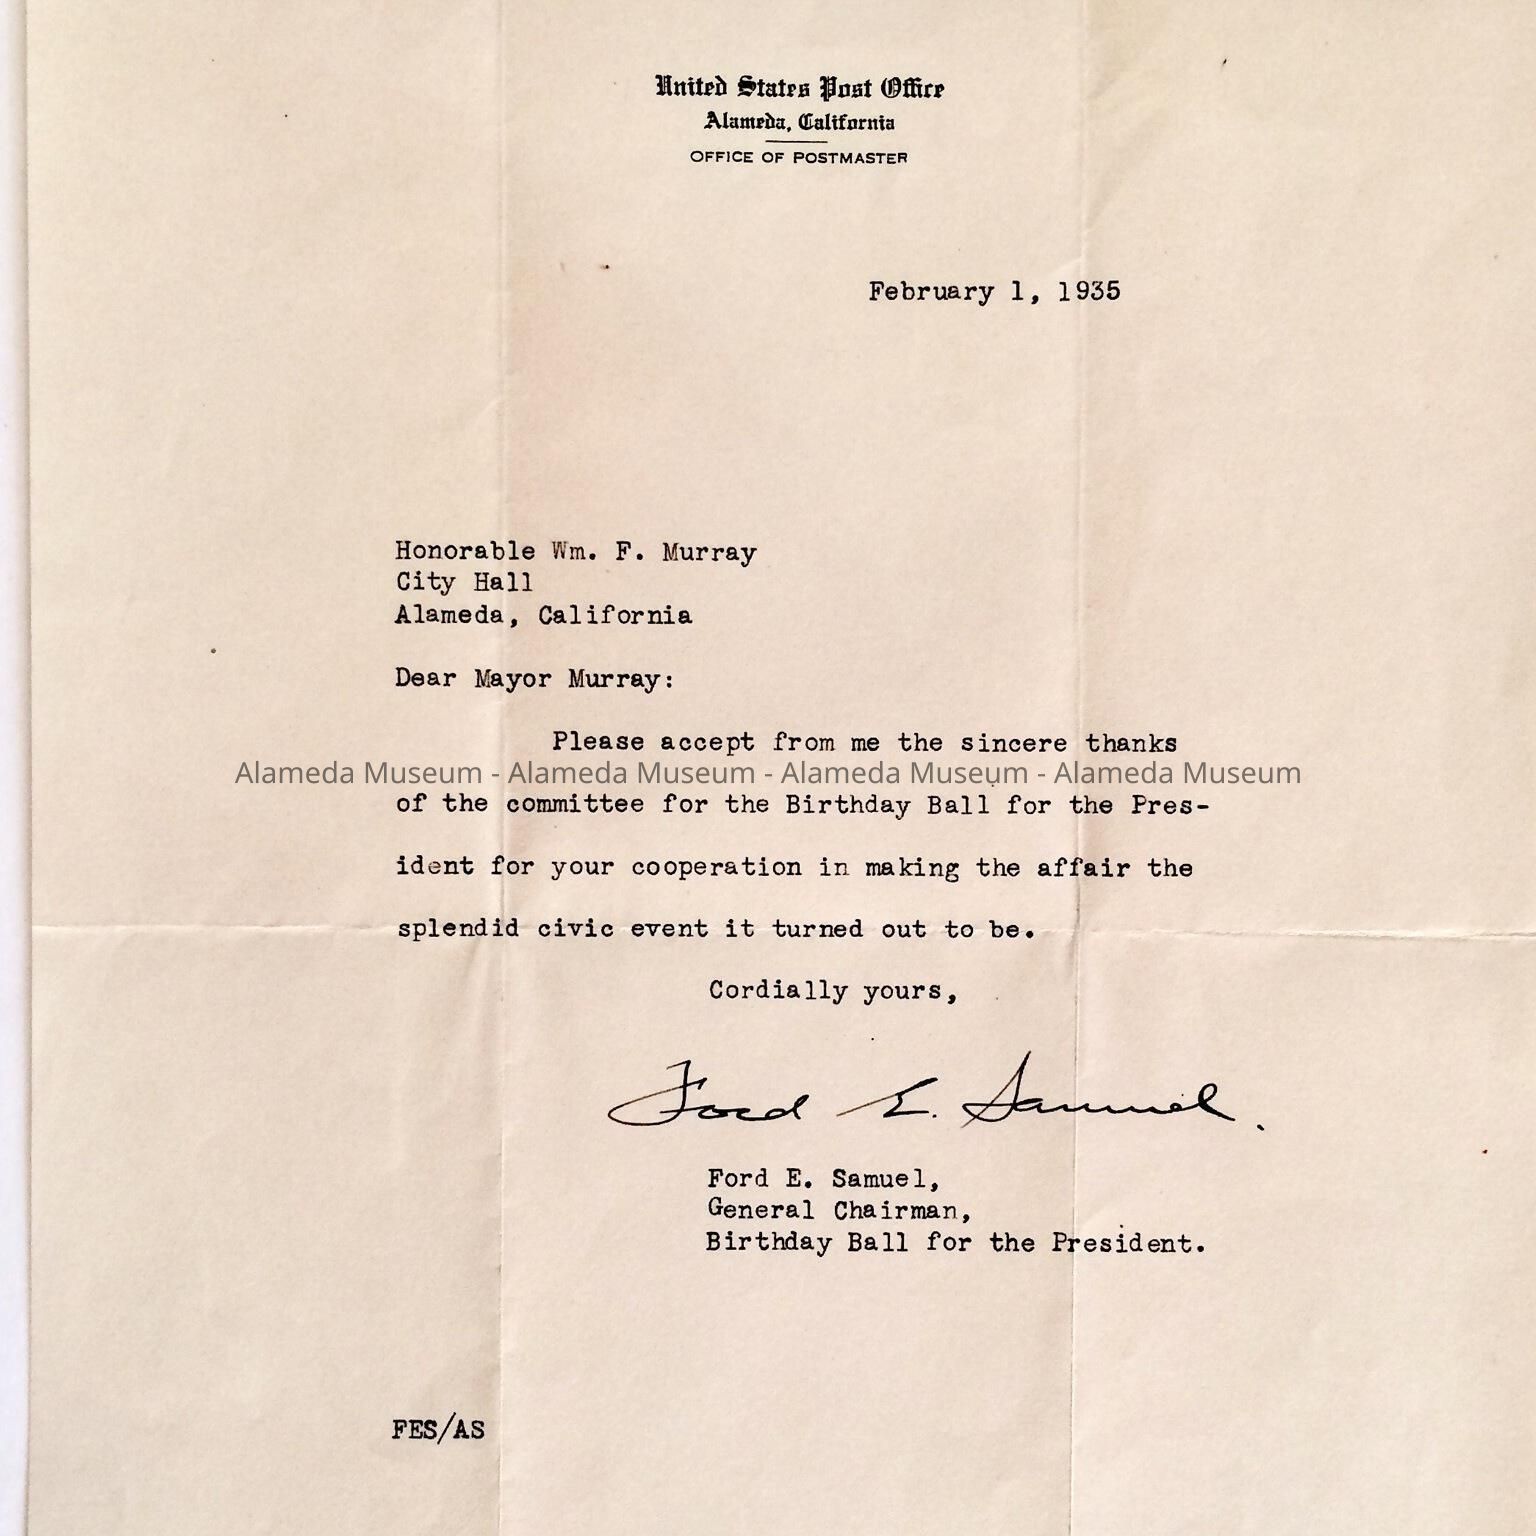 United States Post Office
Alameda, California
OFFICE OF POSTMASTER
February 1, 1935
Honorable Wm. F. Murray
City Hall
Alameda, California
Dear Mayor Murray:
Please accept from me the sincere thanks
Alameda Museum - Alameda Museum - Alameda Museum - Alameda Museum
of the committee for the Birthday Ball for the Pres-
ident for your cooperation in making the affair the
splendid civic event it turned out to be.
Cordially yours,
Ford E. Samuel.
Ford E. Samuel,
General Chairman,
Birthday Ball for the President.
FES/AS